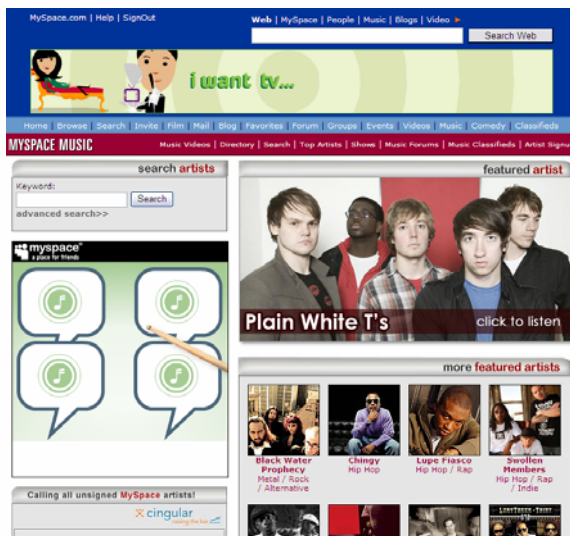 MySpace.com | Help | SignOut
Web | MySpace | People | Music | Blogs | Video
Search Web
i want tv...
Home | Browse | Search | Invite | Film | Mail | Blog | Favorites | Forum | Groups | Events | Videos | Music | Comedy | Classifieds
MYSPACE MUSIC
Music Videos | Directory | Search | Top Artists | Shows | Music Forums | Music Classifieds | Artist Signu
search artists
Keyword:
Search
advanced search>>
myspace
a place for friends
featured artist
Plain White T's
click to listen
more featured artists
Black Water
Prophecy
Metal / Rock
/ Alternative
Chingy
Hip Hop
Lupe Fiasco
Hip Hop / Rap
Swollen
Members
Hip Hop / Rap
/ Indie
Calling all unsigned MySpace artists!
cingular
raising the bar